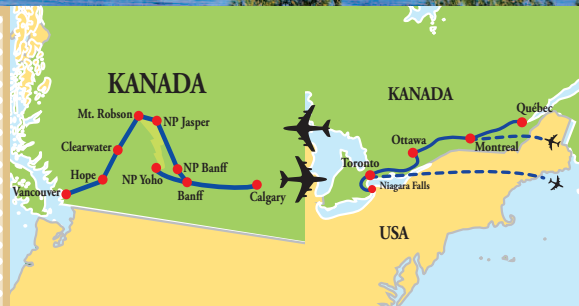 KANADA
Mt. Robson
NP Jasper
Clearwater
Hope
NP Yoho
NP Banff
Vancouver
Banff
Calgary
KANADA
Québec
Ottawa
Montreal
Toronto
Niagara Falls
USA